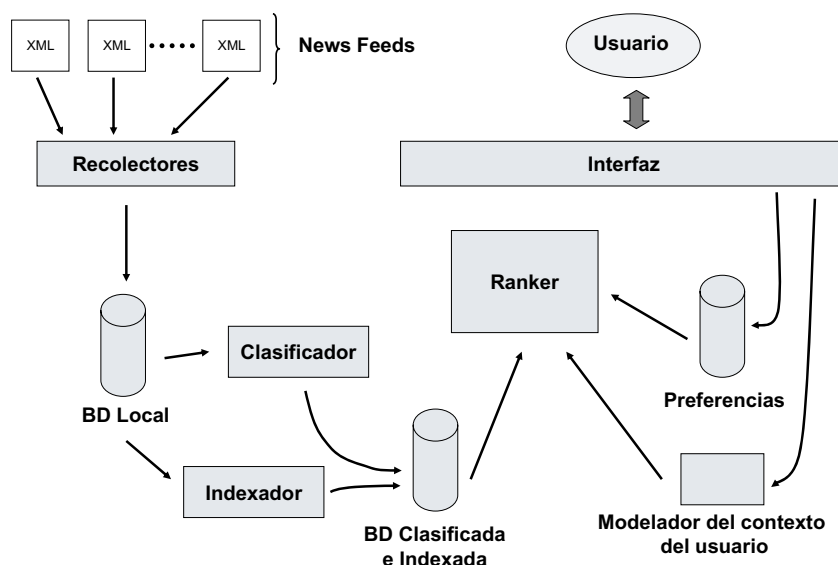 XML
XML
XML
News Feeds
Usuario
Recolectores
Interfaz
Ranker
Clasificador
BD Local
Preferencias
Indexador
BD Clasificada
e Indexada
Modelador del contexto
del usuario